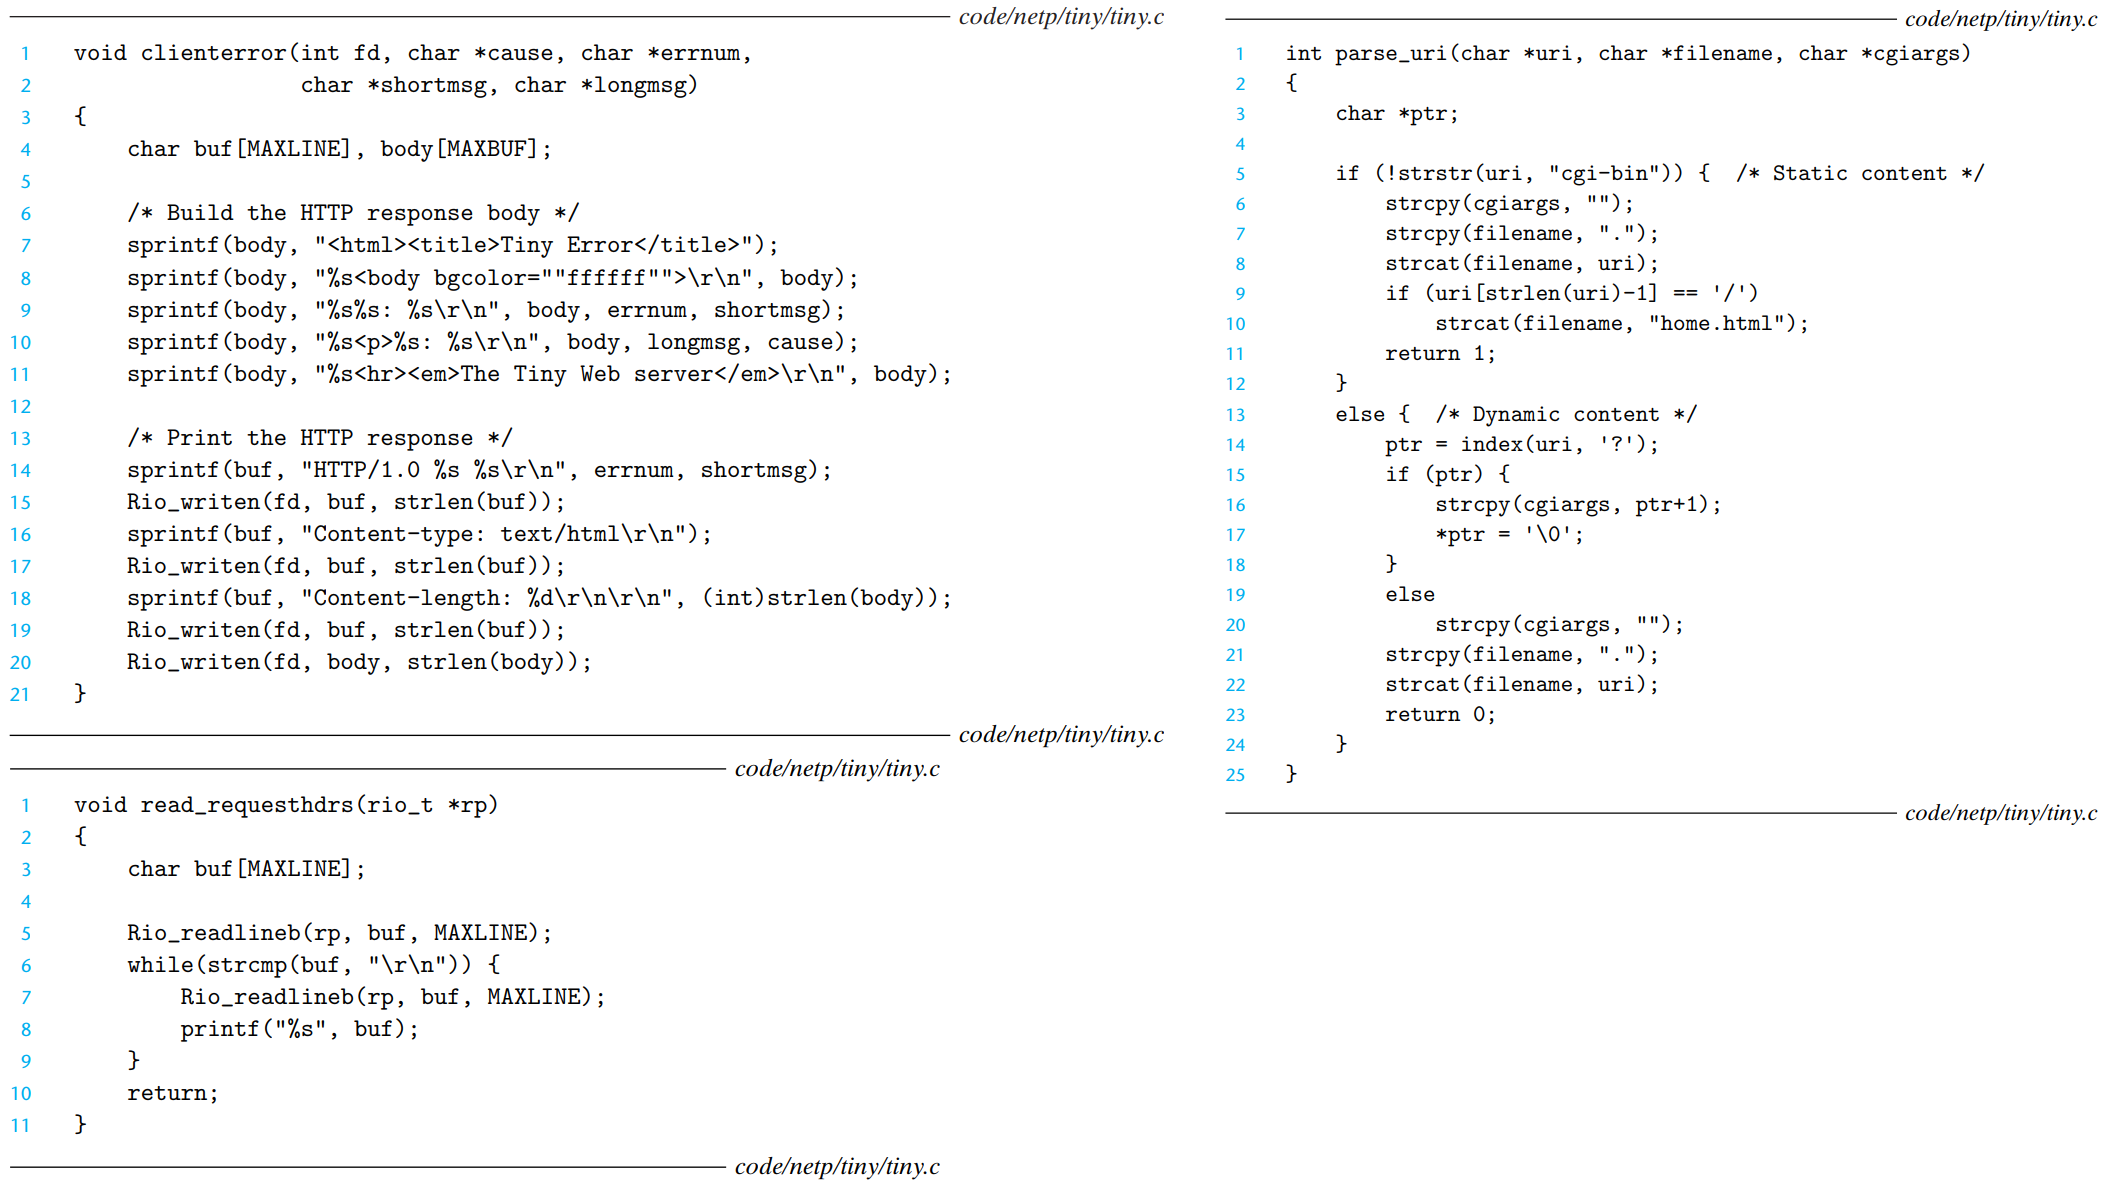 code/netp/tiny/tiny.c
1 void clienterror(int fd, char *cause, char *errnum,
2 char *shortmsg, char *longmsg)
3 {
4 char buf[MAXLINE], body[MAXBUF];
5
6 /* Build the HTTP response body */
7 sprintf(body, "<html><title>Tiny Error</title>");
8 sprintf(body, "%s<body bgcolor=""ffffff"">\r\n", body);
9 sprintf(body, "%s%s: %s\r\n", body, errnum, shortmsg);
10 sprintf(body, "%s<p>%s: %s\r\n", body, longmsg, cause);
11 sprintf(body, "%s<hr><em>The Tiny Web server</em>\r\n", body);
12
13 /* Print the HTTP response */
14 sprintf(buf, "HTTP/1.0 %s %s\r\n", errnum, shortmsg);
15 Rio_writen(fd, buf, strlen(buf));
16 sprintf(buf, "Content-type: text/html\r\n");
17 Rio_writen(fd, buf, strlen(buf));
18 sprintf(buf, "Content-length: %d\r\n\r\n", (int)strlen(body));
19 Rio_writen(fd, buf, strlen(buf));
20 Rio_writen(fd, body, strlen(body));
21 }
code/netp/tiny/tiny.c
code/netp/tiny/tiny.c
1 void read_requesthdrs(rio_t *rp)
2 {
3 char buf[MAXLINE];
4
5 Rio_readlineb(rp, buf, MAXLINE);
6 while(strcmp(buf, "\r\n")) {
7 Rio_readlineb(rp, buf, MAXLINE);
8 printf("%s", buf);
9 }
10 return;
11 }
code/netp/tiny/tiny.c
code/netp/tiny/tiny.c
1 int parse_uri(char *uri, char *filename, char *cgiargs)
2 {
3 char *ptr;
4
5 if (!strstr(uri, "cgi-bin")) { /* Static content */
6 strcpy(cgiargs, "");
7 strcpy(filename, ".");
8 strcat(filename, uri);
9 if (uri[strlen(uri)-1] == '/')
10 strcat(filename, "home.html");
11 return 1;
12 }
13 else { /* Dynamic content */
14 ptr = index(uri, '?');
15 if (ptr) {
16 strcpy(cgiargs, ptr+1);
17 *ptr = '\0';
18 }
19 else
20 strcpy(cgiargs, "");
21 strcpy(filename, ".");
22 strcat(filename, uri);
23 return 0;
24 }
25 }
code/netp/tiny/tiny.c